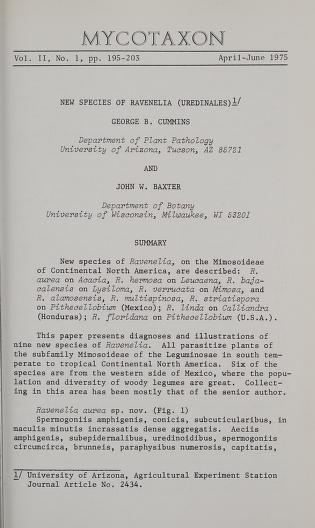 MYCOTAXON
Vol. II, No. 1, pp. 195-203 April-June 1975
NEW SPECIES OF RAVENELIA (UREDINALES)1/
GEORGE B. CUMMINS
Department of Plant Pathology
University of Arizona, Tucson, AZ 85721
AND
JOHN W. BAXTER
Department of Botany
University of Wisconsin, Milwaukee, WI 53201
SUMMARY
New species of Ravenelia, on the Mimosoideae
of Continental North America, are described: R.
aurea on Acacia, R. hermosa on Leucaena, R. baja-
calensis on Lysiloma, R. verrucata on Mimosa, and
R. alamosensis, R. multispinosa, R. striatispora
on Pithecellobium (Mexico); R. linda on Calliandra
(Honduras); R. floridana on Pithecellobium (U.S.A.).
This paper presents diagnoses and illustrations of
nine new species of Ravenelia. All parasitize plants of
the subfamily Mimosoideae of the Leguminosae in south tem-
perate to tropical Continental North America. Six of the
species are from the western side of Mexico, where the popu-
lation and diversity of woody legumes are great. Collect-
ing in this area has been mostly that of the senior author.
Ravenelia aurea sp. nov. (Fig. 1)
Spermogoniis amphigenis, conicis, subcuticularibus, in
maculis minutis incrassatis dense aggregatis. Aeciis
amphigenis, subepidermalibus, uredinoidibus, spermogoniis
circumcirca, brunneis, paraphysibus numerosis, capitatis,
1/ University of Arizona, Agricultural Experiment Station
Journal Article No. 2434.